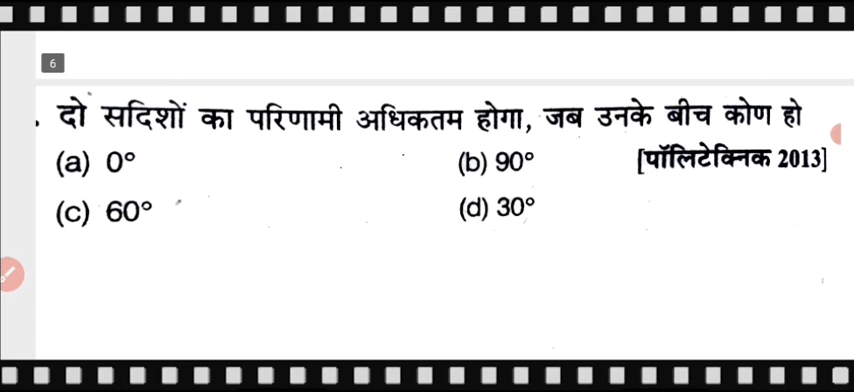 6
. दो सदिशों का परिणामी अधिकतम होगा, जब उनके बीच कोण हो
(a) 0° (b) 90° [पॉलिटेक्निक 2013]
(c) 60° (d) 30°